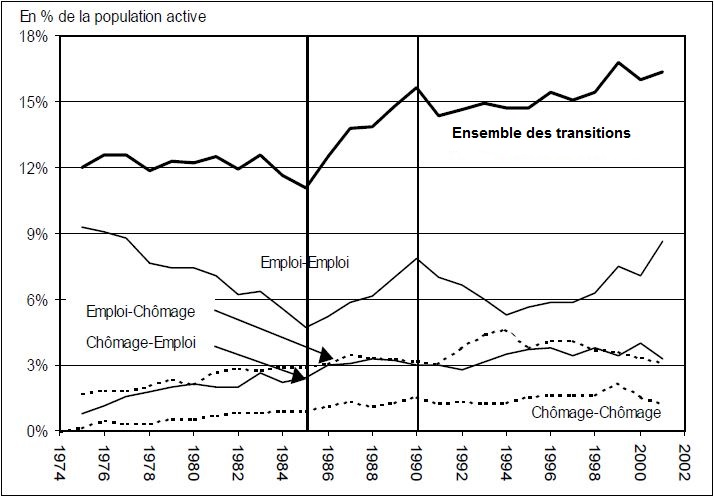 En % de la population active
18%
15%
Ensemble des transitions
12%
9%
Emploi-Emploi
6%
Emploi-Chômage
Chômage-Emploi
3%
Chômage-Chômage
0%
1974 1976 1978 1980 1982 1984 1986 1988 1990 1992 1994 1996 1998 2000 2002